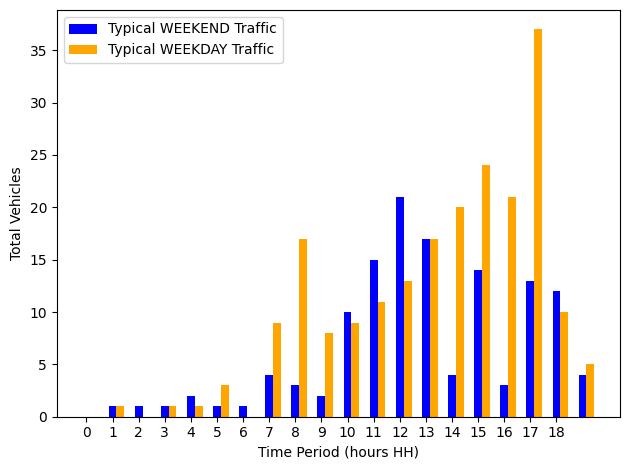 Typical WEEKEND Traffic
Typical WEEKDAY Traffic
35
30
25
20
15
10
5
0
Total Vehicles
0 1 2 3 4 5 6 7 8 9 10 11 12 13 14 15 16 17 18
Time Period (hours HH)